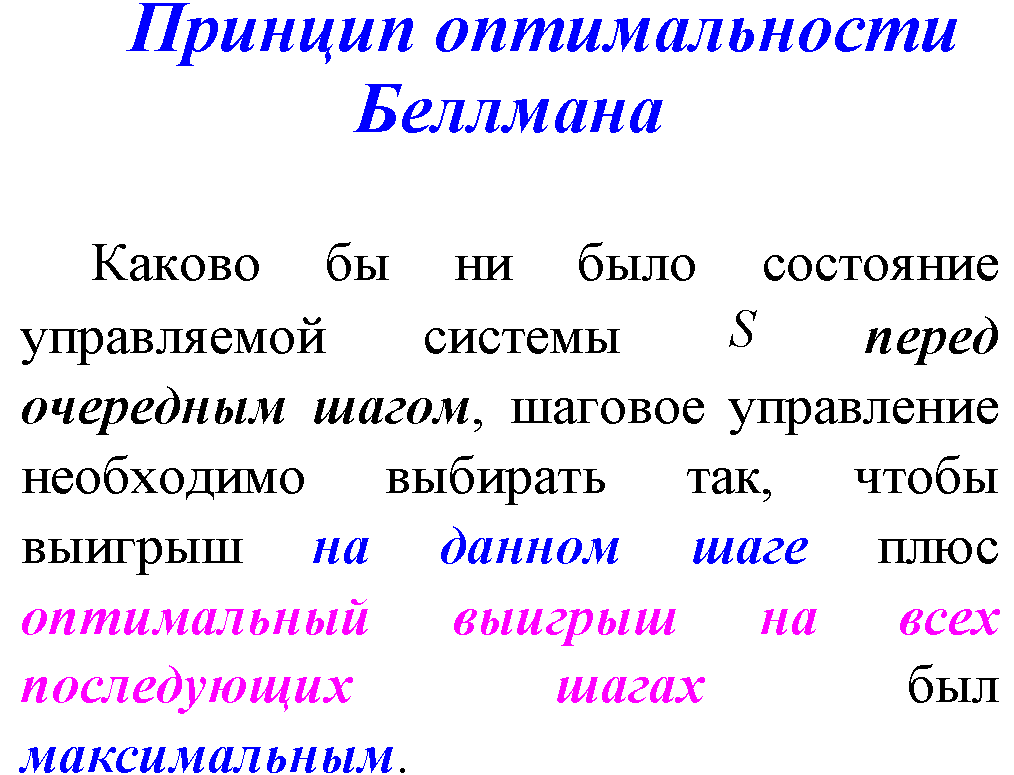 Принцип оптимальности
Беллмана
Каково бы ни было состояние
управляемой системы S перед
очередным шагом, шаговое управление
необходимо выбирать так, чтобы
выигрыш на данном шаге плюс
оптимальный выигрыш на всех
последующих шагах был
максимальным.